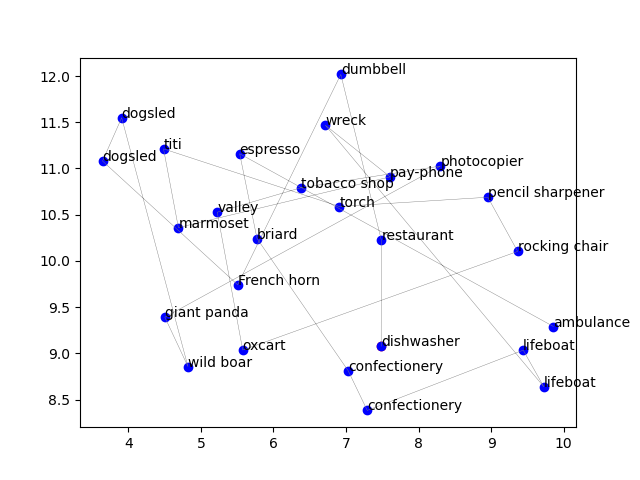 12.0
11.5
11.0
10.5
10.0
9.5
9.0
8.5
dumbbell
dogsled
wreck
titi
espresso
dogsled
photocopier
pay-phone
tobacco shop
pencil sharpener
valley
torch
marmoset
briard
restaurant
rocking chair
French horn
giant panda
ambulance
oxcart
dishwasher
lifeboat
wild boar
confectionery
lifeboat
confectionery
4
5
6
7
8
9
10